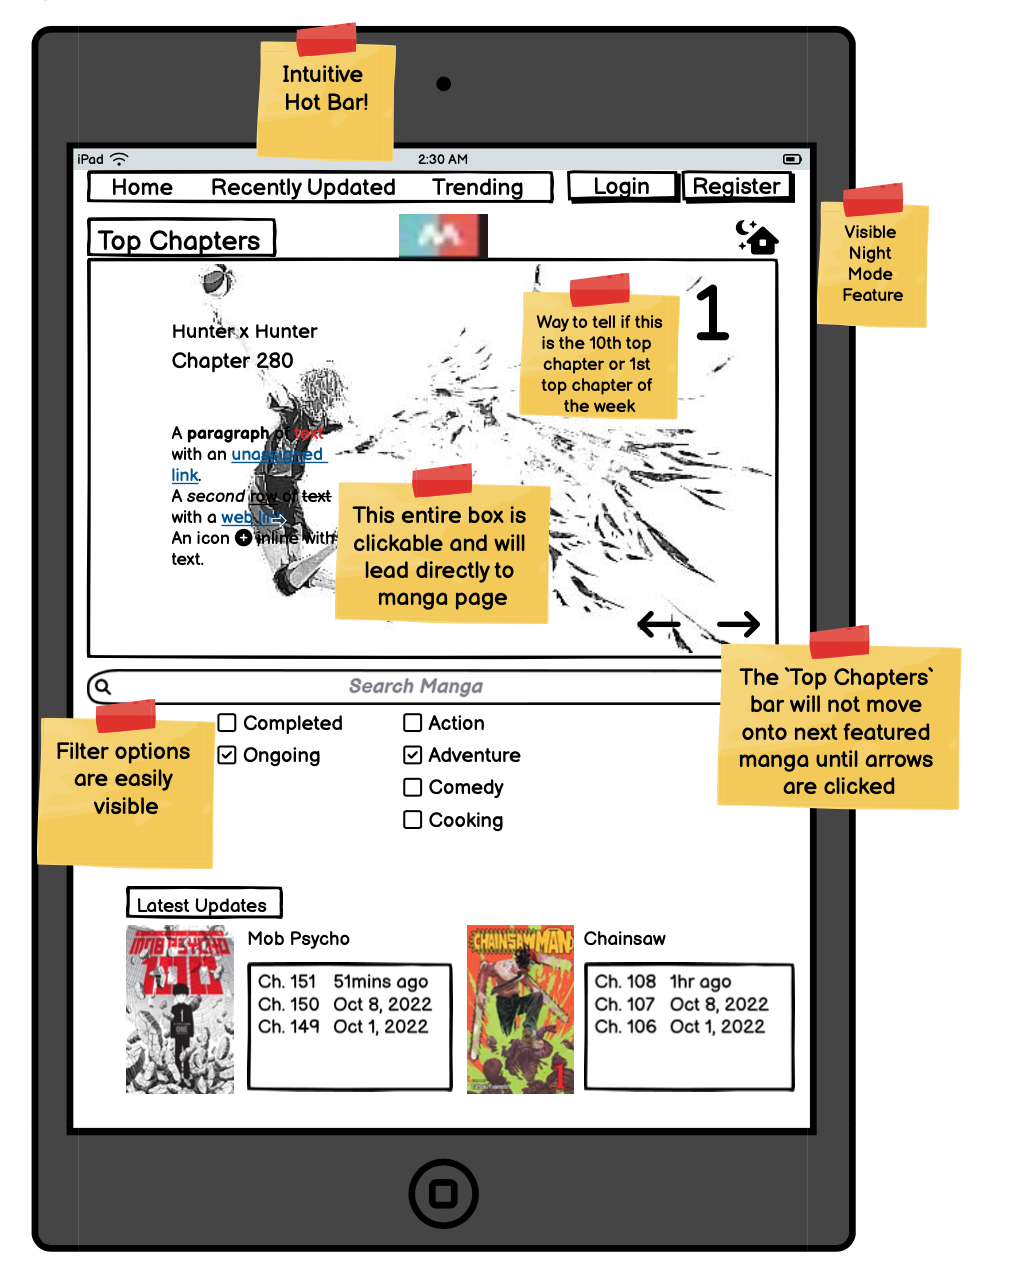 Intuitive
Hot Bar!
iPad
2:30 AM
Home Recently Updated Trending
Login
Register
Visible
Night
Mode
Feature
Top Chapters
Hunter x Hunter
Chapter 280
1
Way to tell if this
is the 10th top
chapter or 1st
top chapter of
the week
A paragraph of text
with an unassigned
link.
A second row of text
with a web link
An icon inline with
text.
This entire box is
clickable and will
lead directly to
manga page
Search Manga
The `Top Chapters`
bar will not move
onto next featured
manga until arrows
are clicked
Filter options
are easily
visible
Completed
Ongoing
Action
Adventure
Comedy
Cooking
Latest Updates
MOB PSYCHO
100
Mob Psycho
Ch. 151 51mins ago
Ch. 150 Oct 8, 2022
Ch. 149 Oct 1, 2022
CHAINSAW MAN
1
Chainsaw
Ch. 108 1hr ago
Ch. 107 Oct 8, 2022
Ch. 106 Oct 1, 2022